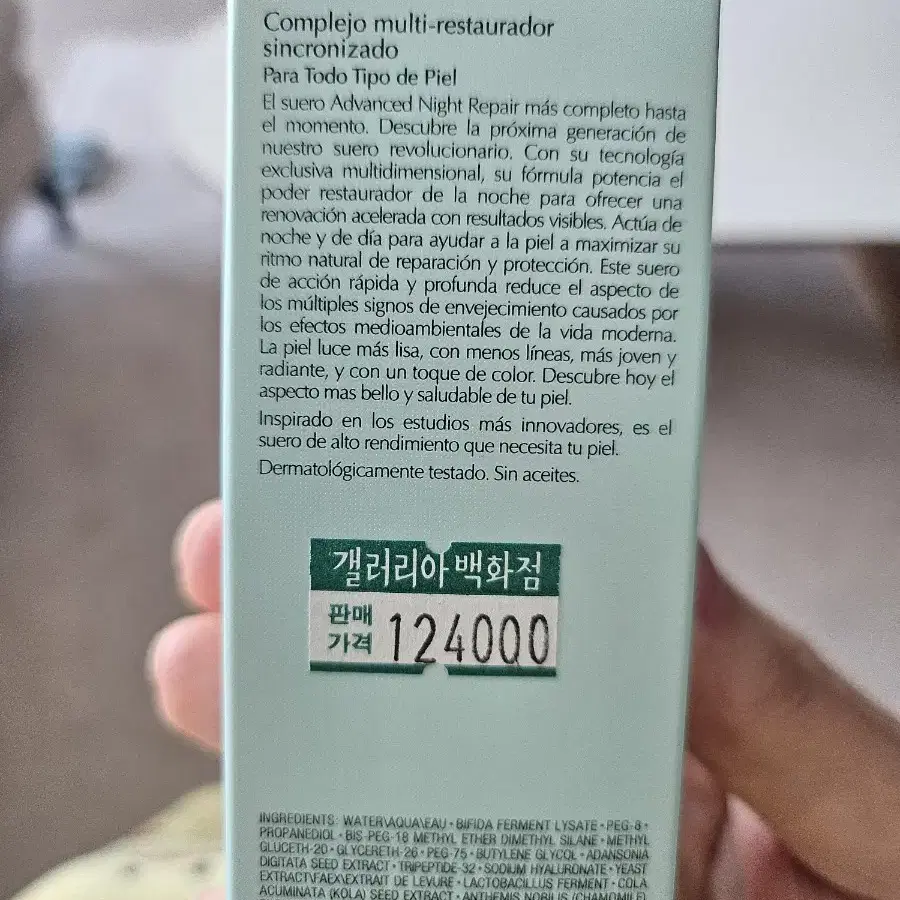 Complejo multi-restaurador
sincronizado
Para Todo Tipo de Piel
El suero Advanced Night Repair más completo hasta
el momento. Descubre la próxima generación de
nuestro suero revolucionario. Con su tecnología
exclusiva multidimensional, su fórmula potencia el
poder restaurador de la noche para ofrecer una
renovación acelerada con resultados visibles. Actúa de
noche y de día para ayudar a la piel a maximizar su
ritmo natural de reparación y protección. Este suero
de acción rápida y profunda reduce el aspecto de
los múltiples signos de envejecimiento causados por
los efectos medioambientales de la vida moderna.
La piel luce más lisa, con menos líneas, más joven y
radiante, y con un toque de color. Descubre hoy el
aspecto mas bello y saludable de tu piel.
Inspirado en los estudios más innovadores, es el
suero de alto rendimiento que necesita tu piel.
Dermatológicamente testado. Sin aceites.
갤러리아백화점
판매
가격 124000
INGREDIENTS: WATER\AQUA\EAU • BIFIDA FERMENT LYSATE • PEG-8 •
PROPANEDIOL • BIS-PEG-18 METHYL ETHER DIMETHYL SILANE • METHYL
GLUCETH-20 • GLYCERETH-26 • PEG-75 • BUTYLENE GLYCOL • ADANSONIA
DIGITATA SEED EXTRACT • TRIPEPTIDE-32 • SODIUM HYALURONATE • YEAST
EXTRACT\FAEX\EXTRAIT DE LEVURE • LACTOBACILLUS FERMENT • COLA
ACUMINATA (KOLA) SEED EXTRACT • ANTHEMIS NOBILIS (CHAMOMILE)